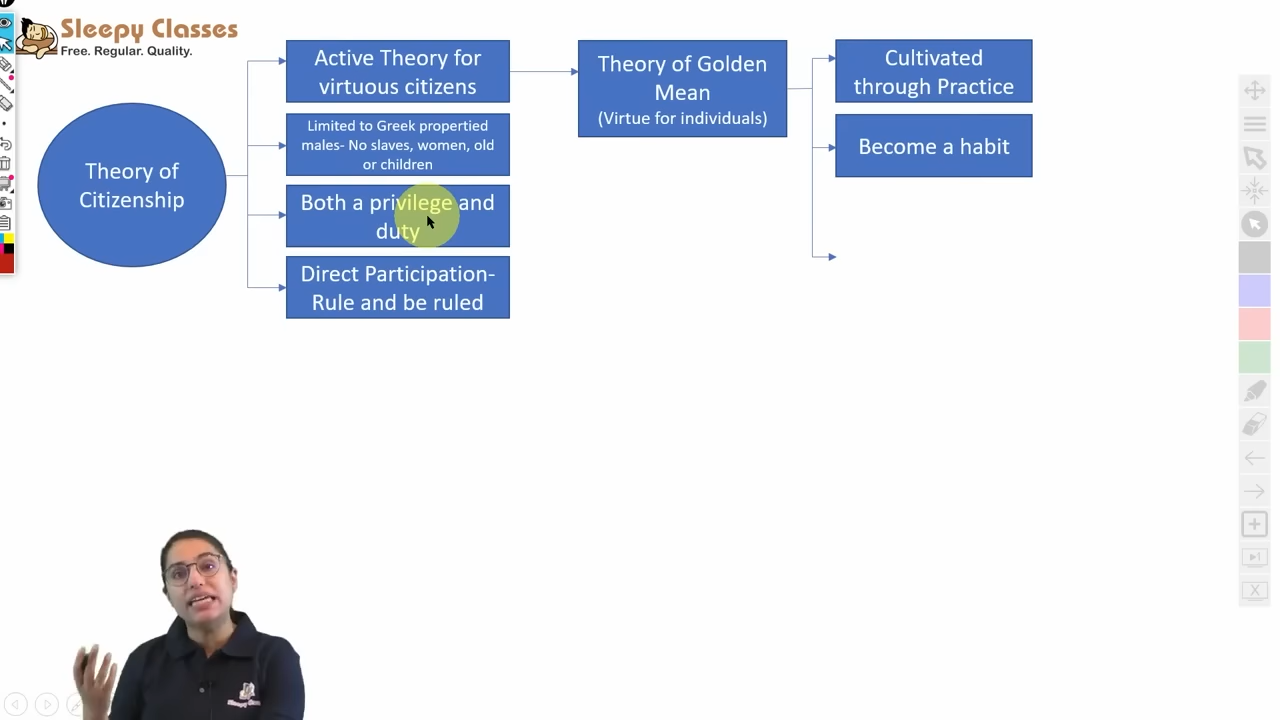 Sleepy Classes
Free. Regular. Quality.
Theory of
Citizenship
Active Theory for
virtuous citizens
Limited to Greek propertied
males- No slaves, women, old
or children
Both a privilege and
duty
Direct Participation-
Rule and be ruled
Theory of Golden
Mean
(Virtue for individuals)
Cultivated
through Practice
Become a habit